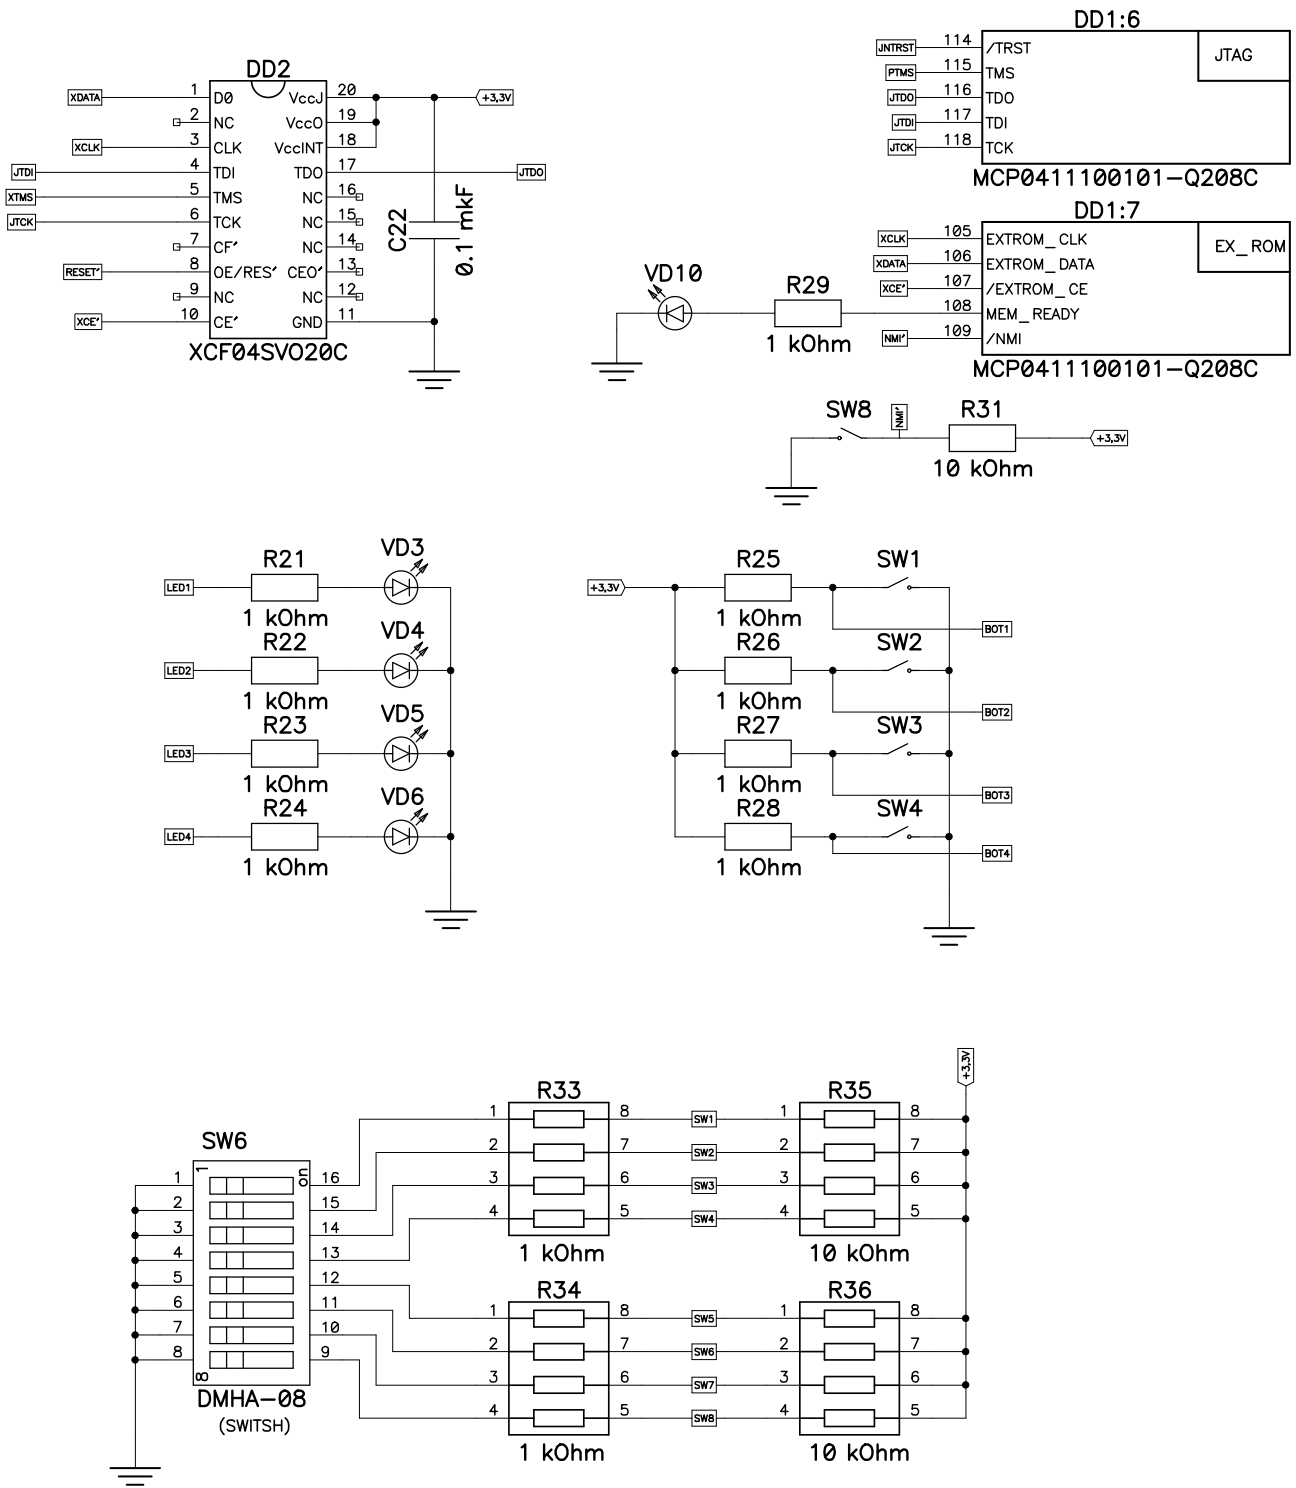 DD2
XDATA 1 D0 VccJ 20 +3,3V
2 NC VccO 19
XCLK 3 CLK VccINT 18
JTDI 4 TDI TDO 17 JTDO
XTMS 5 TMS NC 16
JTCK 6 TCK NC 15
7 CF' NC 14
RESET' 8 OE/RES' CEO' 13
9 NC NC 12
XCE' 10 CE' GND 11
XCF04SVO20C
C22
0.1 mkF
DD1:6
JTAG
JNTRST 114 /TRST
PTMS 115 TMS
JTDO 116 TDO
JTDI 117 TDI
JTCK 118 TCK
MCP0411100101-Q208C
DD1:7
EX_ROM
XCLK 105 EXTROM_CLK
XDATA 106 EXTROM_DATA
XCE' 107 /EXTROM_CE
108 MEM_READY
NMI' 109 /NMI
MCP0411100101-Q208C
VD10
R29
1 kOhm
SW8
NMI'
R31
+3,3V
10 kOhm
R21 VD3
LED1
1 kOhm
R22 VD4
LED2
1 kOhm
R23 VD5
LED3
1 kOhm
R24 VD6
LED4
1 kOhm
R25 SW1
+3,3V
1 kOhm
BOT1
R26 SW2
1 kOhm
BOT2
R27 SW3
1 kOhm
BOT3
R28 SW4
1 kOhm
BOT4
+3,3V
R33 R35
1 8 SW1 1 8
2 7 SW2 2 7
3 6 SW3 3 6
4 5 SW4 4 5
1 kOhm 10 kOhm
R34 R36
1 8 SW5 1 8
2 7 SW6 2 7
3 6 SW7 3 6
4 5 SW8 4 5
1 kOhm 10 kOhm
SW6
1 on
1 16
2 15
3 14
4 13
5 12
6 11
7 10
8 9
8
DMHA-08
(SWITSH)